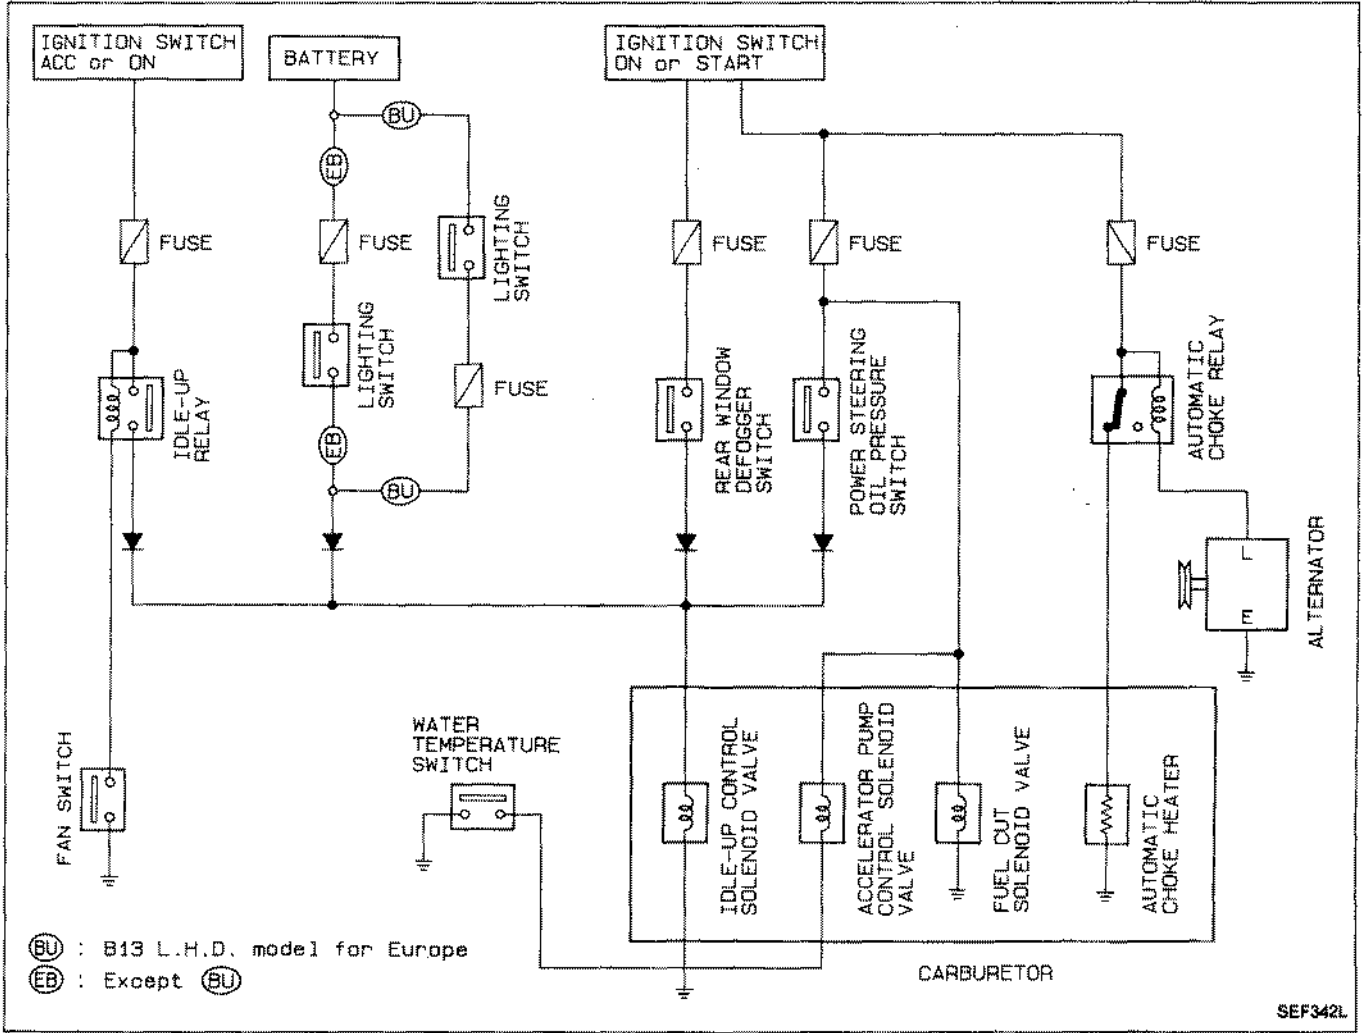 IGNITION SWITCH
ACC or ON
BATTERY
IGNITION SWITCH
ON or START
BU
EB
FUSE
FUSE
LIGHTING
SWITCH
FUSE
FUSE
FUSE
LIGHTING
SWITCH
FUSE
IDLE-UP
RELAY
REAR WINDOW
DEFOGGER
SWITCH
POWER STEERING
OIL PRESSURE
SWITCH
AUTOMATIC
CHOKE RELAY
EB
BU
L
E
ALTERNATOR
FAN SWITCH
WATER
TEMPERATURE
SWITCH
IDLE-UP CONTROL
SOLENOID VALVE
ACCELERATOR PUMP
CONTROL SOLENOID
VALVE
FUEL CUT
SOLENOID VALVE
AUTOMATIC
CHOKE HEATER
BU : B13 L.H.D. model for Europe
EB : Except BU
CARBURETOR
SEF342L